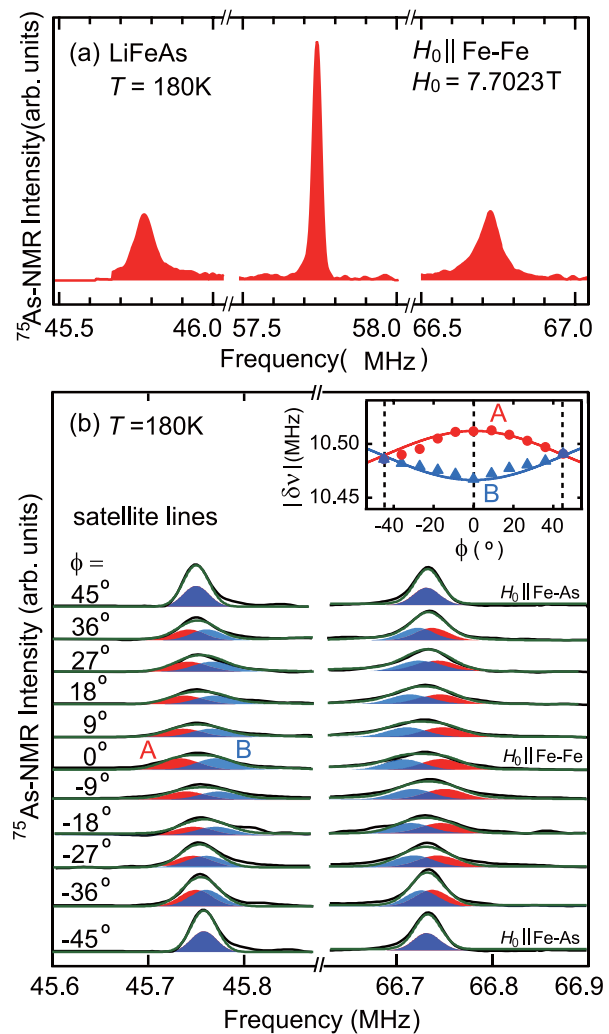 (a) LiFeAs
T = 180K
H₀ || Fe-Fe
H₀ = 7.7023T
⁷⁵As-NMR Intensity(arb. units)
45.5 46.0 57.5 58.0 66.5 67.0
Frequency( MHz)
(b) T =180K
satellite lines
A
B
10.50
10.45
|δν| (MHz)
-40 -20 0 20 40
ϕ (°)
⁷⁵As-NMR Intensity (arb. units)
ϕ =
45° H₀ || Fe-As
36°
27°
18°
9°
0° A B H₀ || Fe-Fe
-9°
-18°
-27°
-36°
-45° H₀ || Fe-As
45.6 45.7 45.8 66.7 66.8 66.9
Frequency (MHz)